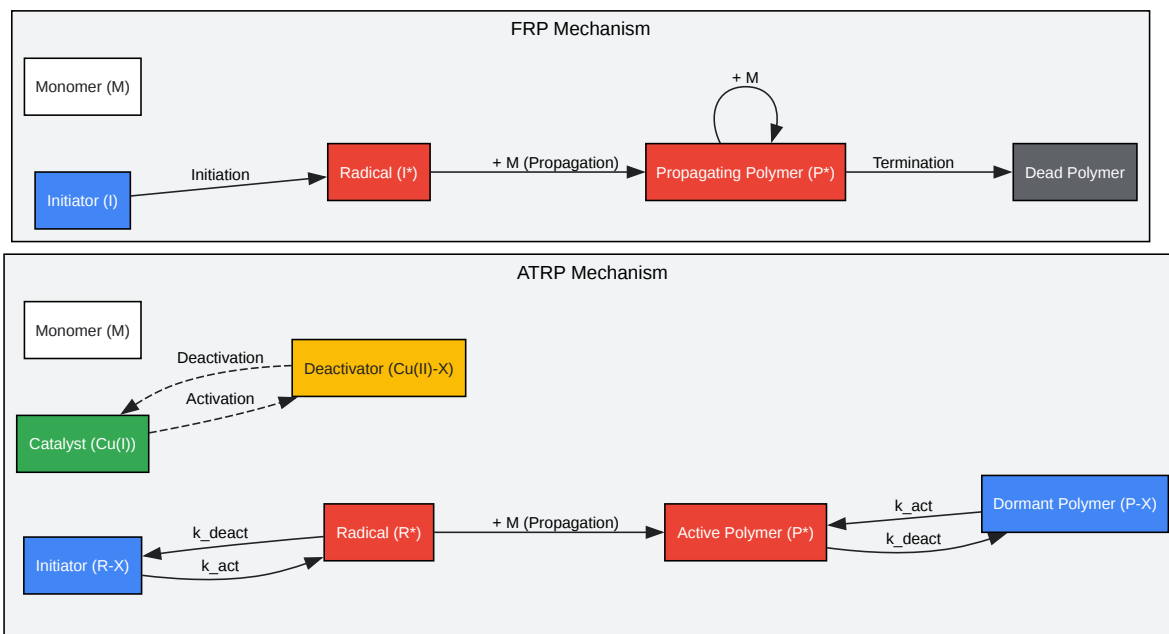 FRP Mechanism
Monomer (M)
+ M
Initiator (I)
Initiation
Radical (I*)
+ M (Propagation)
Propagating Polymer (P*)
Termination
Dead Polymer
ATRP Mechanism
Monomer (M)
Deactivation
Deactivator (Cu(II)-X)
Activation
Catalyst (Cu(I))
Initiator (R-X)
k_deact
k_act
Radical (R*)
+ M (Propagation)
Active Polymer (P*)
k_act
k_deact
Dormant Polymer (P-X)